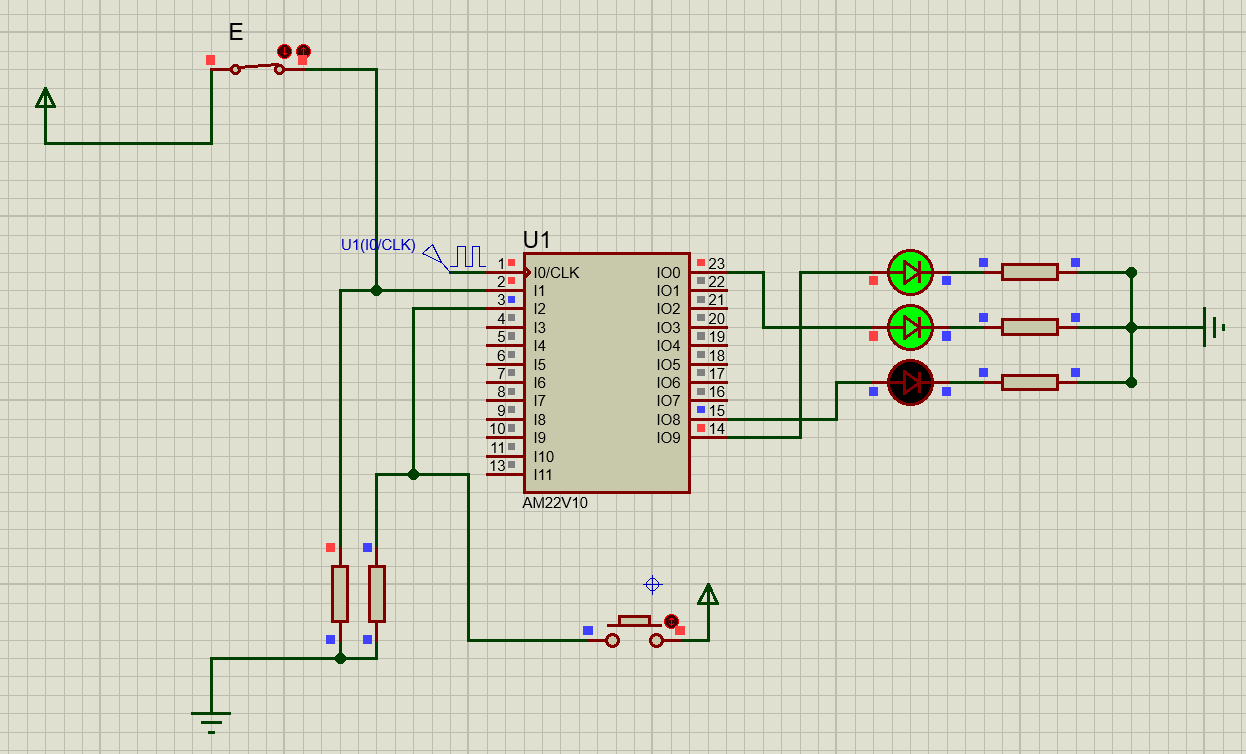 E
U1(I0/CLK)
U1
1 I0/CLK IO0 23
2 I1 IO1 22
3 I2 IO2 21
4 I3 IO3 20
5 I4 IO4 19
6 I5 IO5 18
7 I6 IO6 17
8 I7 IO7 16
9 I8 IO8 15
10 I9 IO9 14
11 I10
13 I11
AM22V10